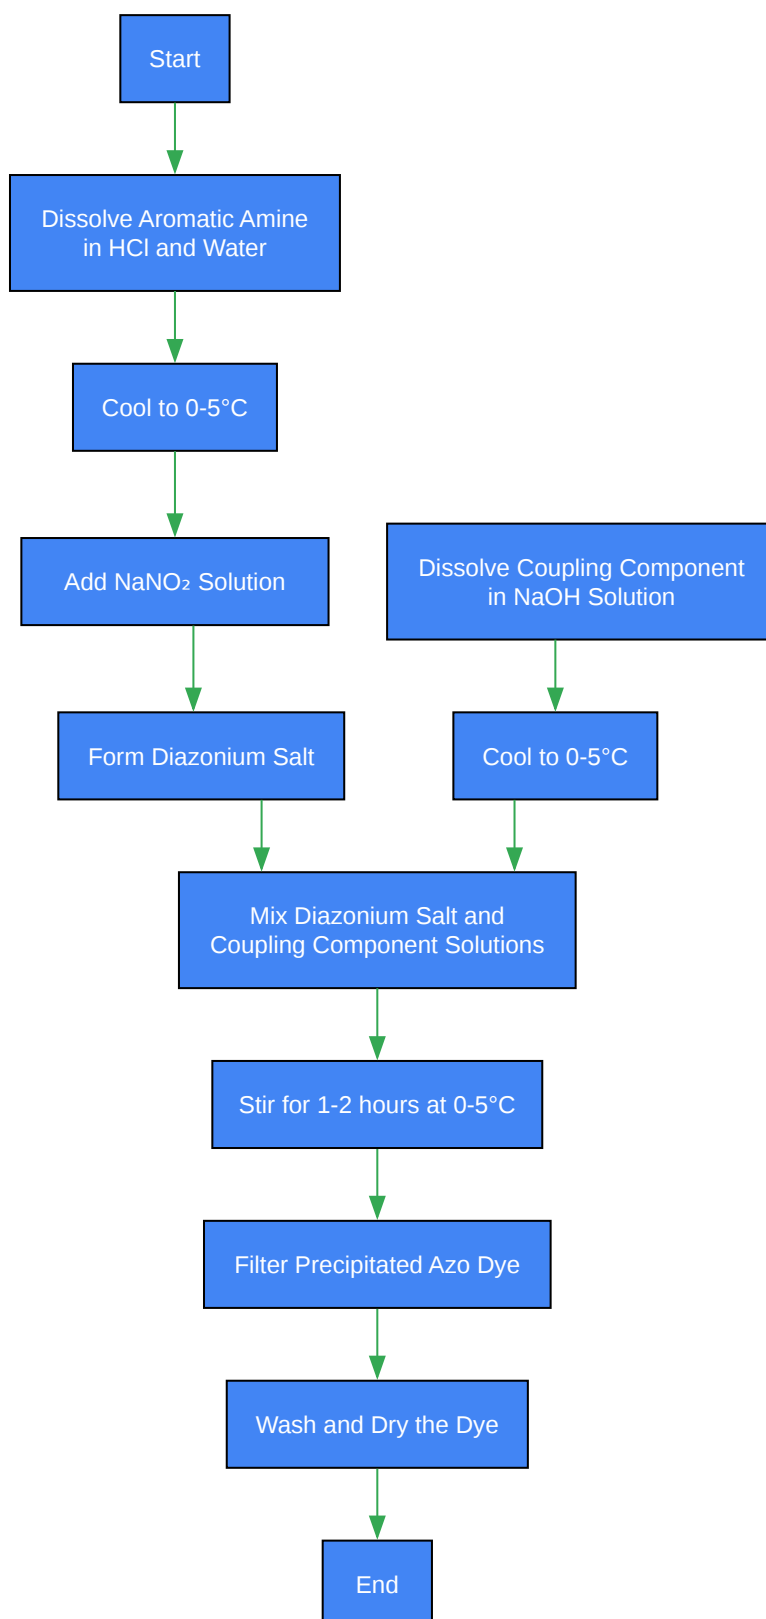 Start
Dissolve Aromatic Amine
in HCl and Water
Cool to 0-5°C
Add NaNO₂ Solution
Dissolve Coupling Component
in NaOH Solution
Form Diazonium Salt
Cool to 0-5°C
Mix Diazonium Salt and
Coupling Component Solutions
Stir for 1-2 hours at 0-5°C
Filter Precipitated Azo Dye
Wash and Dry the Dye
End